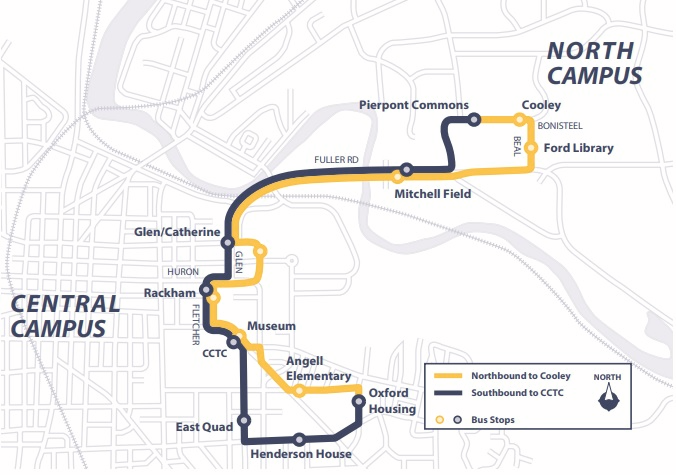 NORTH
CAMPUS
Pierpont Commons
Cooley
BONISTEEL
BEAL
Ford Library
FULLER RD
Mitchell Field
Glen/Catherine
GLEN
HURON
Rackham
CENTRAL
CAMPUS
FLETCHER
Museum
CCTC
Angell
Elementary
Oxford
Housing
East Quad
Henderson House
Northbound to Cooley
Southbound to CCTC
Bus Stops
NORTH